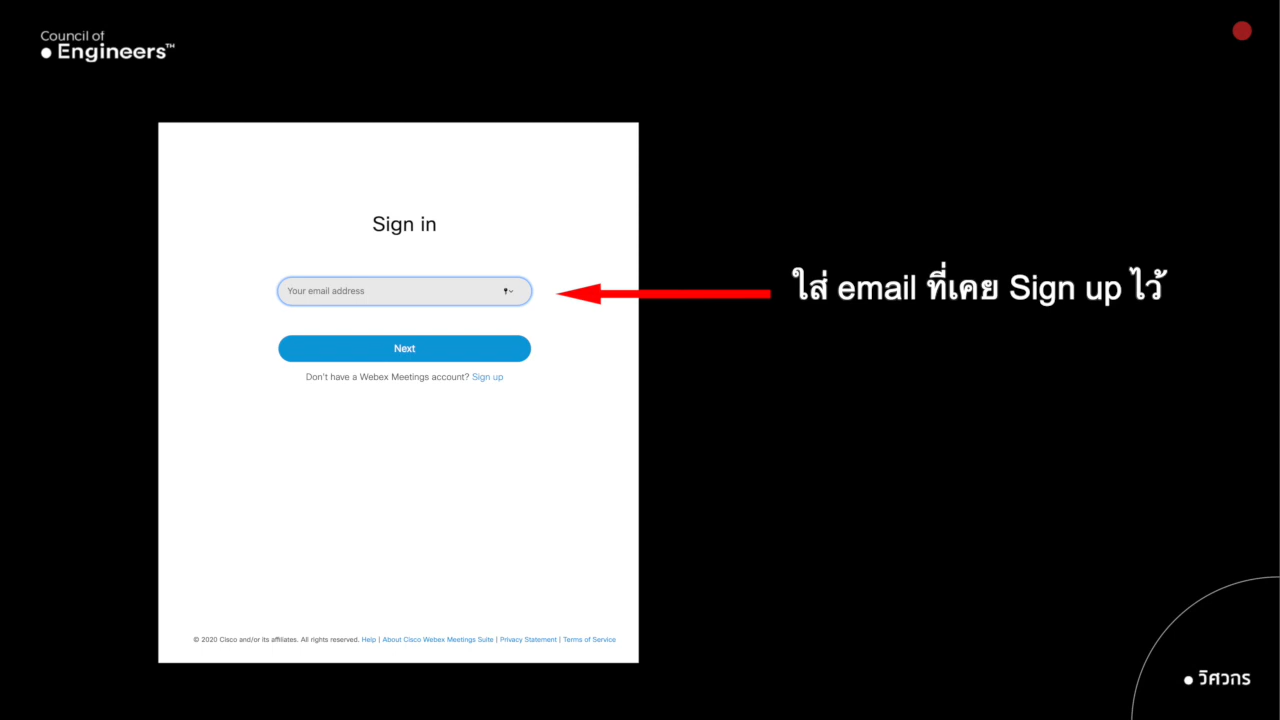 Council of
Engineers™
Sign in
Your email address
ใส่ email ที่เคย Sign up ไว้
Next
Don't have a Webex Meetings account? Sign up
© 2020 Cisco and/or its affiliates. All rights reserved. Help | About Cisco Webex Meetings Suite | Privacy Statement | Terms of Service
วิศวกร